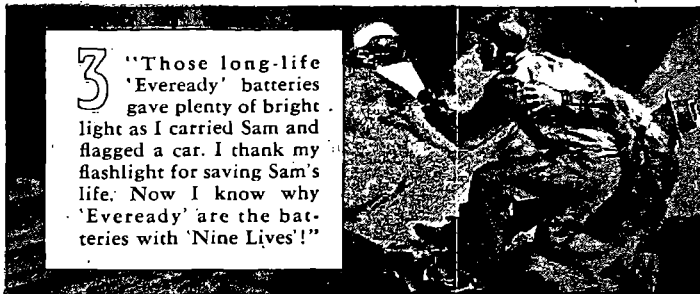 3 "Those long-life
'Eveready' batteries
gave plenty of bright
light as I carried Sam and
flagged a car. I thank my
flashlight for saving Sam's
life. Now I know why
'Eveready' are the bat-
teries with 'Nine Lives'!"